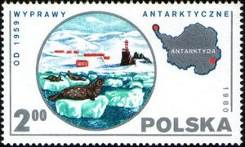 WYPRAWY ANTARKTYCZNE
OD 1959
ANTARKTYDA
1980
2.00 POLSKA